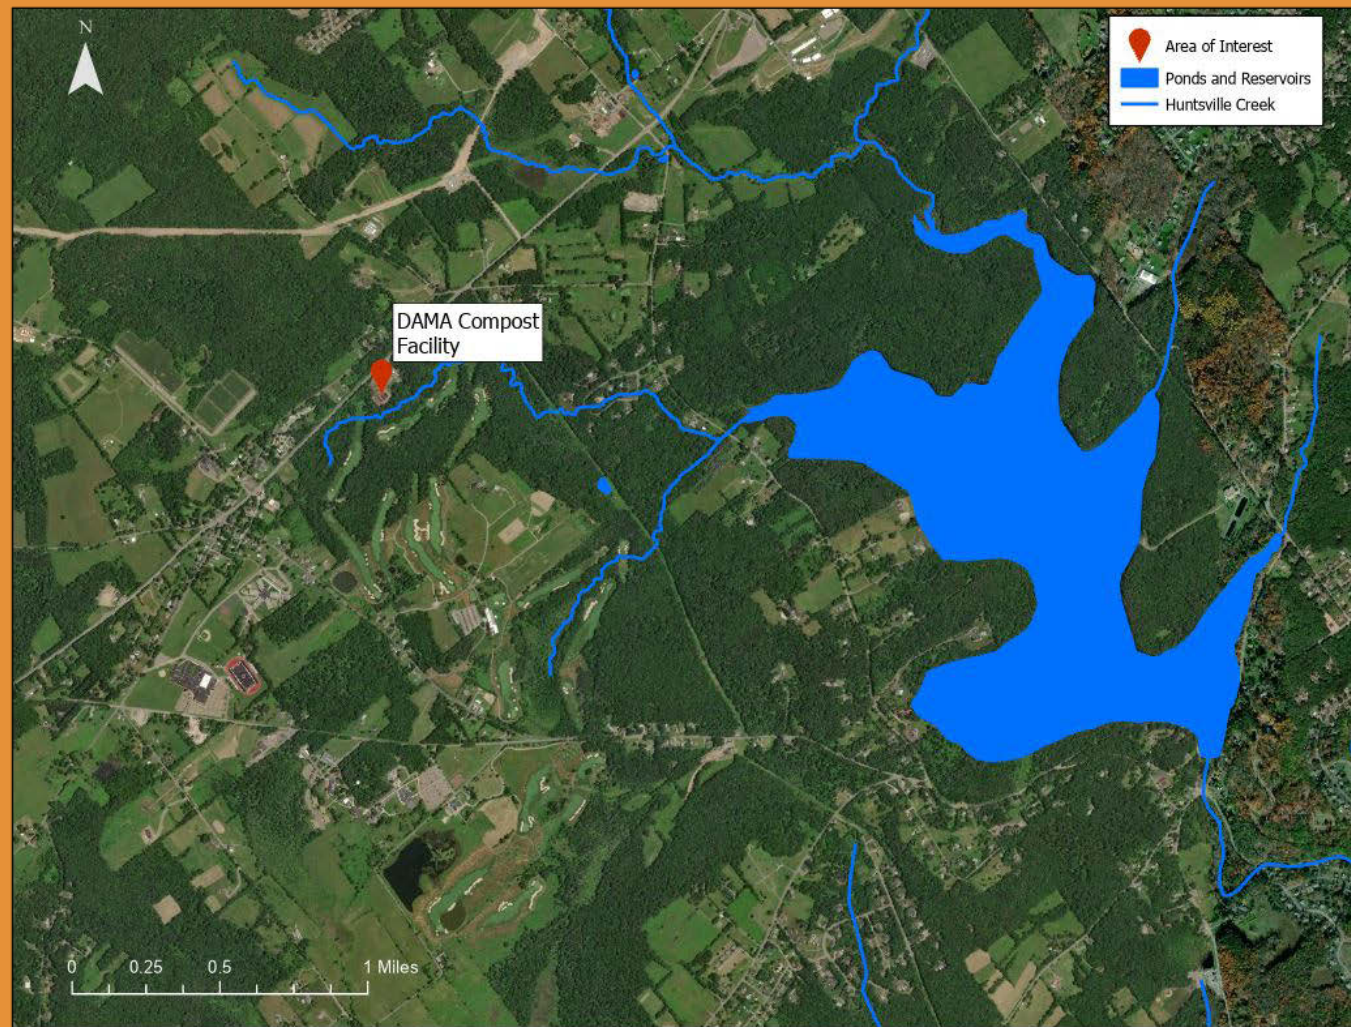 N
Area of Interest
Ponds and Reservoirs
Huntsville Creek
DAMA Compost
Facility
0 0.25 0.5 1 Miles